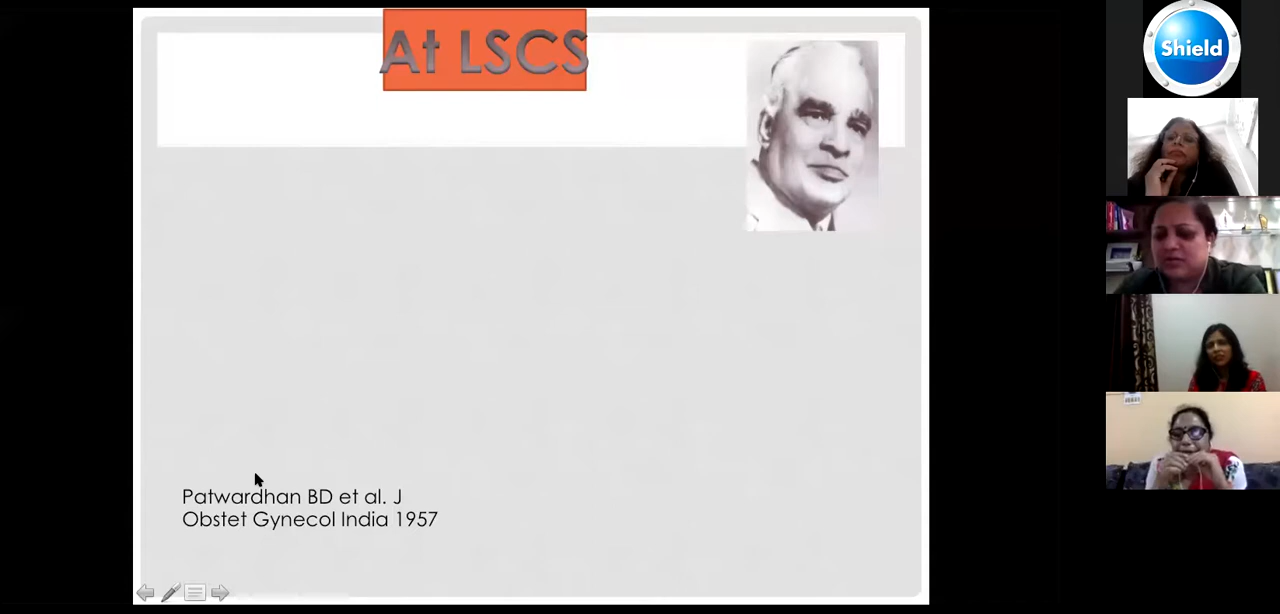 At LSCS
Patwardhan BD et al. J
Obstet Gynecol India 1957
Shield